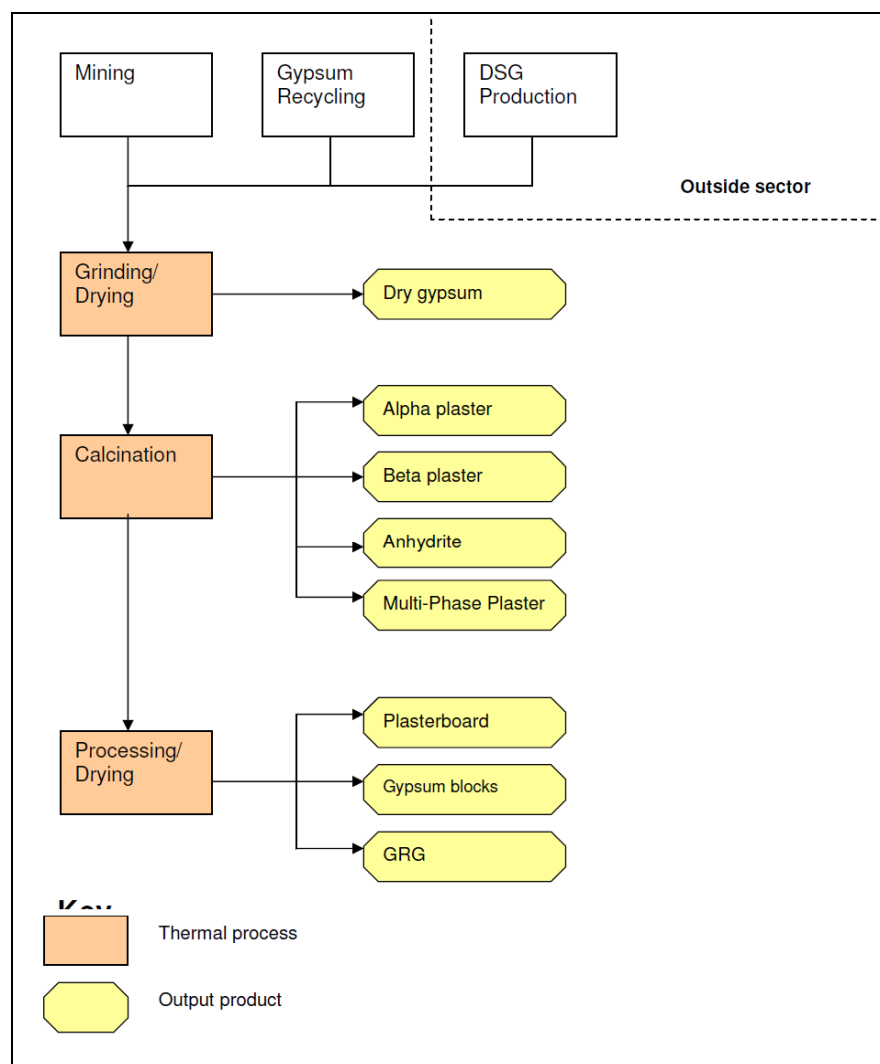 Mining
Gypsum
Recycling
DSG
Production
Outside sector
Grinding/
Drying
Dry gypsum
Calcination
Alpha plaster
Beta plaster
Anhydrite
Multi-Phase Plaster
Processing/
Drying
Plasterboard
Gypsum blocks
GRG
Key
Thermal process
Output product